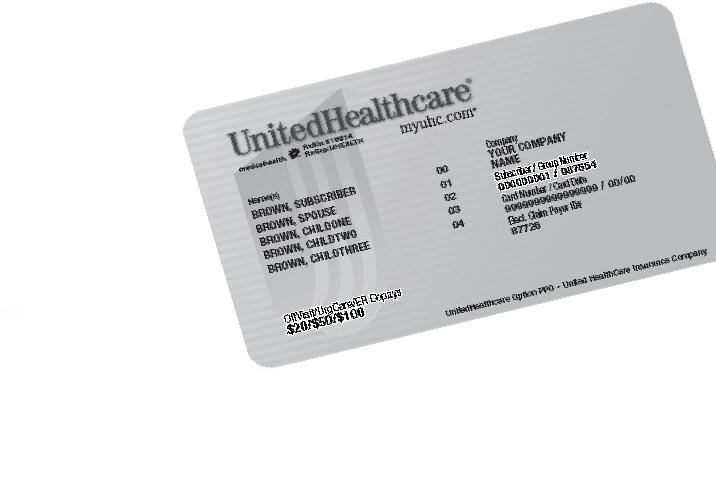 UnitedHealthcare®
myuhc.com®
medcohealth
Company
YOUR COMPANY
NAME
Subscriber / Group Number
000000001 / 987654
Card Number / Card Date
9999999999999999 / 00/00
Elect. Claim Payer ID#
87726
Name(s)
BROWN, SUBSCRIBER 00
BROWN, SPOUSE 01
BROWN, CHILDONE 02
BROWN, CHILDTWO 03
BROWN, CHILDTHREE 04
OffVisit/UrgCare/ER Copays
$20/$50/$100
UnitedHealthcare Option PPO - United HealthCare Insurance Company